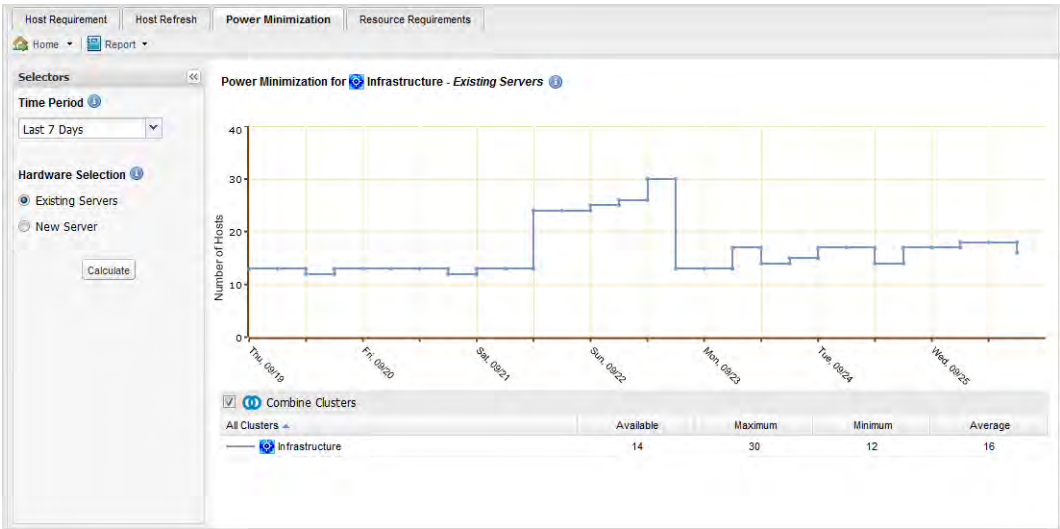 Host Requirement Host Refresh Power Minimization Resource Requirements
Home Report
Selectors
Time Period
Last 7 Days
Hardware Selection
Existing Servers
New Server
Calculate
Power Minimization for Infrastructure - Existing Servers
Number of Hosts
40
30
20
10
0
Thu, 09/19
Fri, 09/20
Sat, 09/21
Sun, 09/22
Mon, 09/23
Tue, 09/24
Wed, 09/25
Combine Clusters
All Clusters Available Maximum Minimum Average
Infrastructure 14 30 12 16